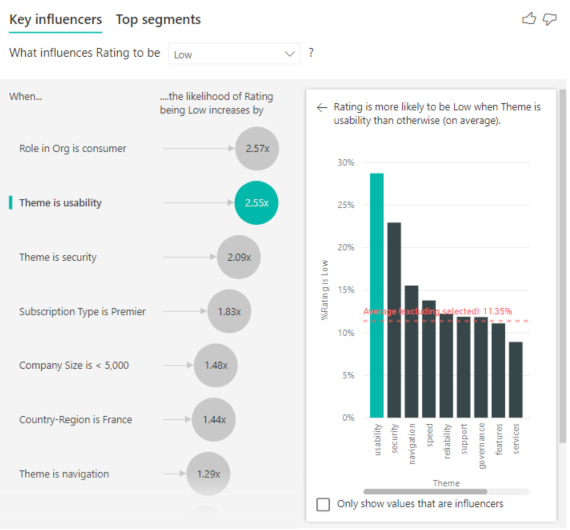 Key influencers Top segments
What influences Rating to be Low ?
When...
....the likelihood of Rating
being Low increases by
Role in Org is consumer 2.57x
Theme is usability 2.55x
Theme is security 2.09x
Subscription Type is Premier 1.83x
Company Size is < 5,000 1.48x
Country-Region is France 1.44x
Theme is navigation 1.29x
← Rating is more likely to be Low when Theme is
usability than otherwise (on average).
30%
25%
20%
15%
10%
5%
0%
%Rating is Low
Average (excluding selected): 11.35%
usability
security
navigation
speed
reliability
support
governance
features
services
Theme
Only show values that are influencers